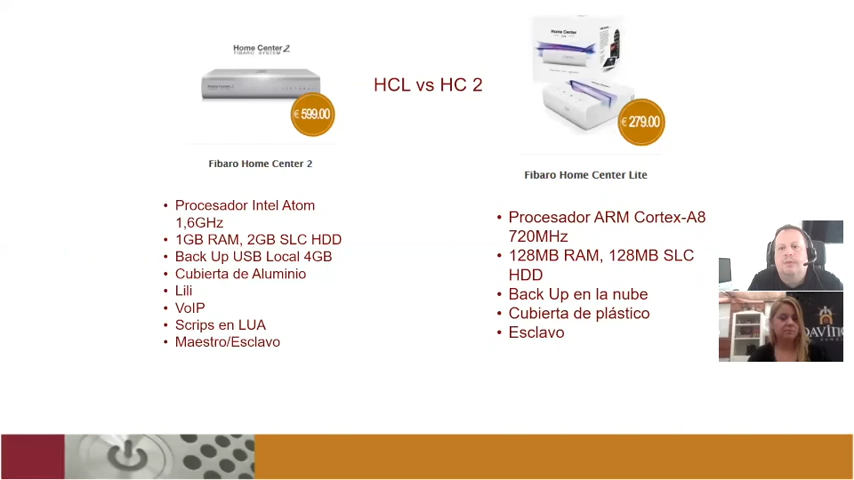 Home Center 2
FIBARO SYSTEM
HCL vs HC 2
€ 599.00
Fibaro Home Center 2
• Procesador Intel Atom
1,6GHz
• 1GB RAM, 2GB SLC HDD
• Back Up USB Local 4GB
• Cubierta de Aluminio
• Lili
• VoIP
• Scrips en LUA
• Maestro/Esclavo
Home Center
€ 279.00
Fibaro Home Center Lite
• Procesador ARM Cortex-A8
720MHz
• 128MB RAM, 128MB SLC
HDD
• Back Up en la nube
• Cubierta de plástico
• Esclavo